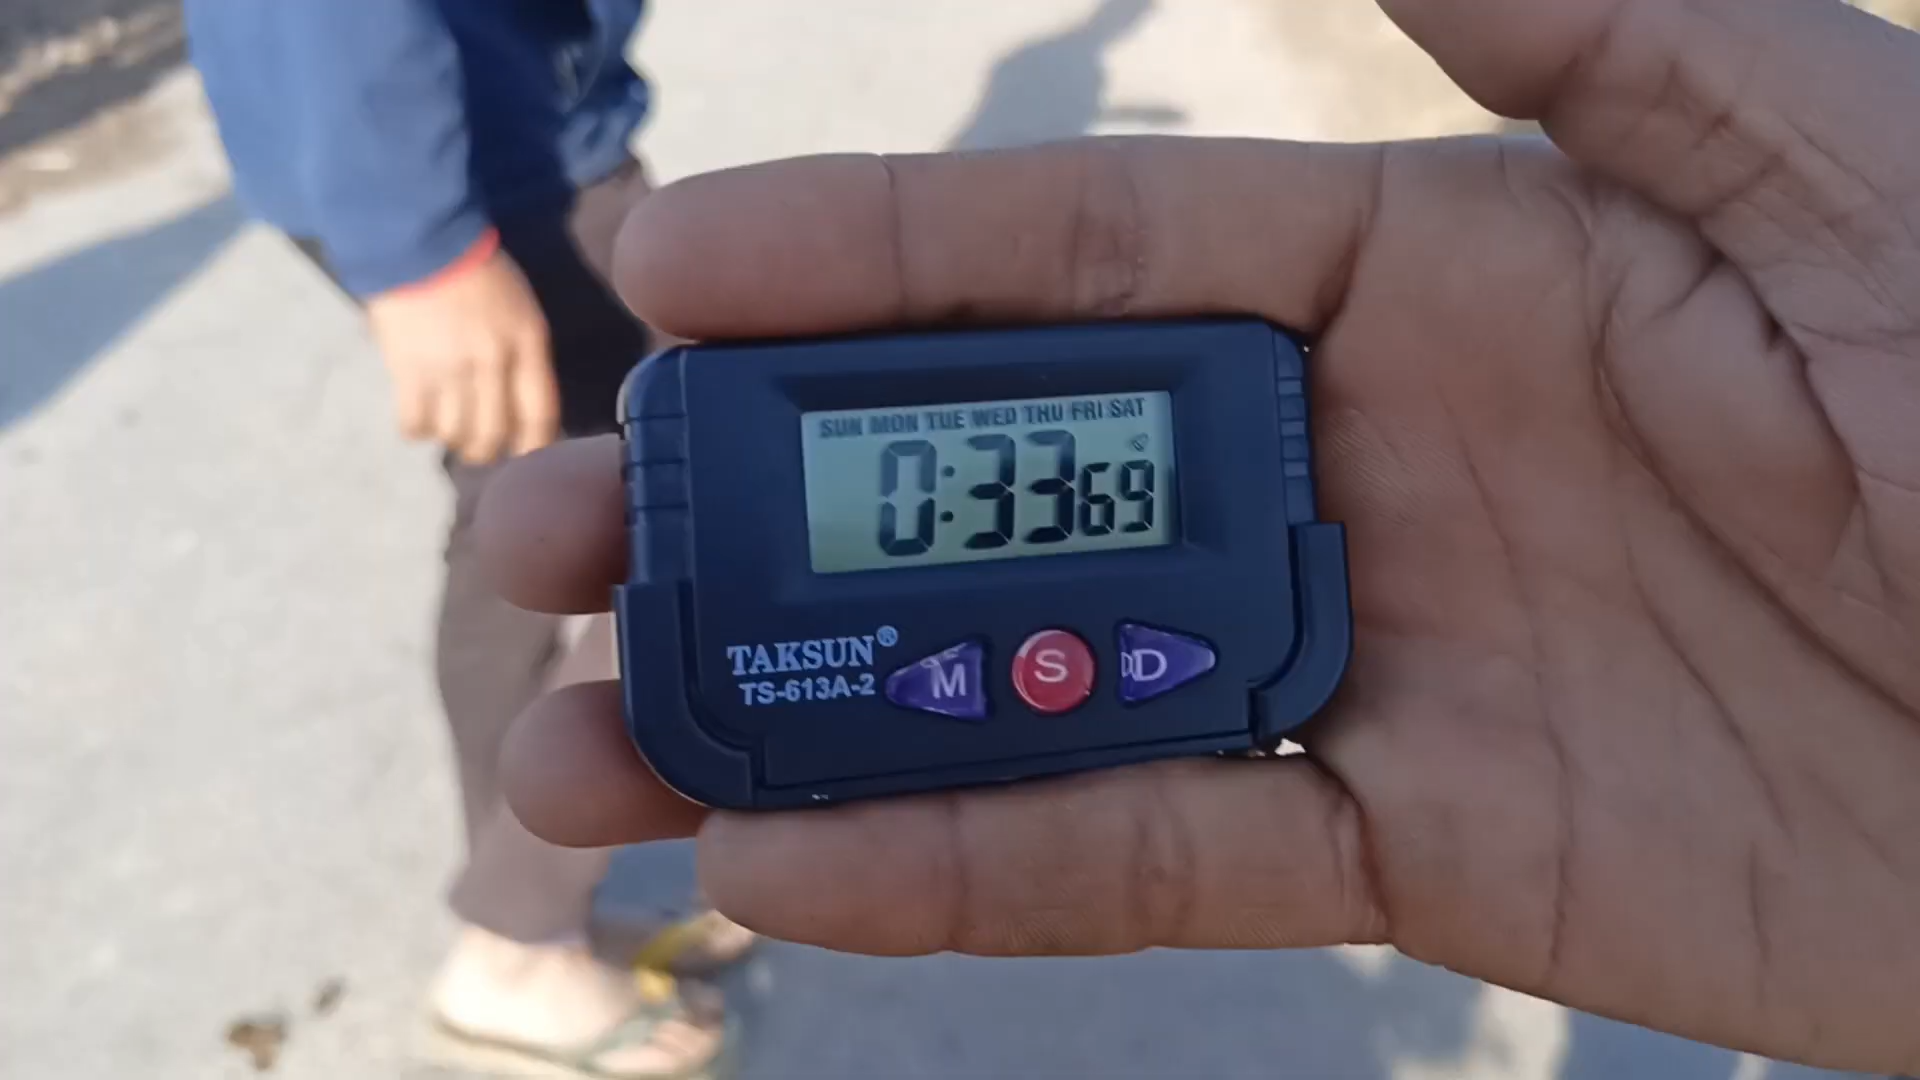 SUN MON TUE WED THU FRI SAT
0:33 69
TAKSUN®
TS-613A-2
M
S
D